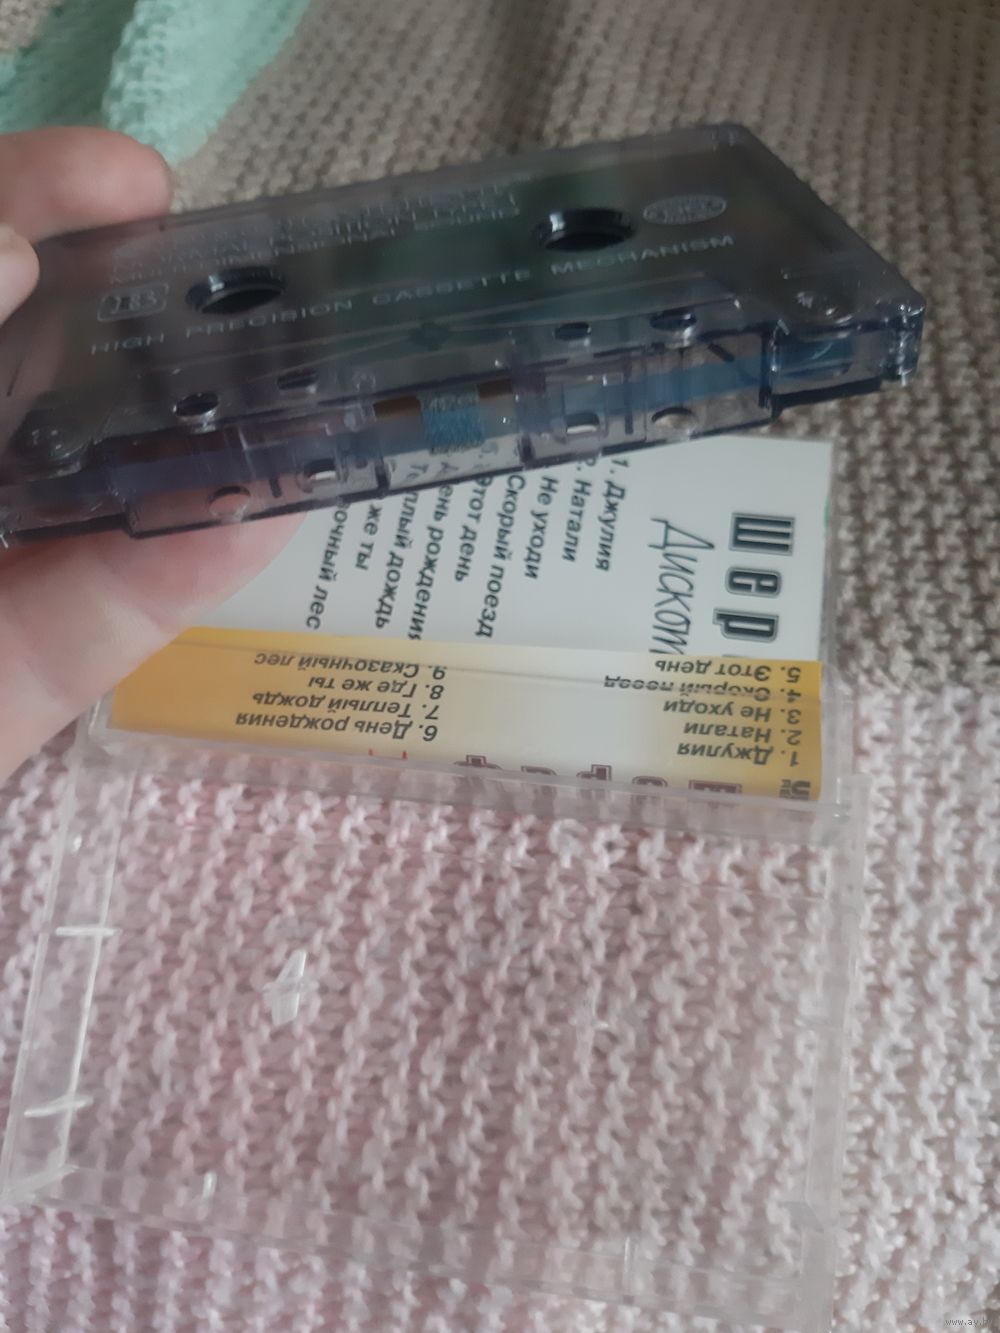 HIGH PRECISION CASSETTE MECHANISM
Шер
Дискот
1. Джулия
2. Натали
Не уходи
Скорый поезд
Этот день
День рождения
Теплый дождь
же ты
очный лес
1. Джулия
2. Натали
3. Не уходи
4. Скорый поезд
5. Этот день
6. День рождения
7. Теплый дождь
8. Где же ты
9. Сказочный лес